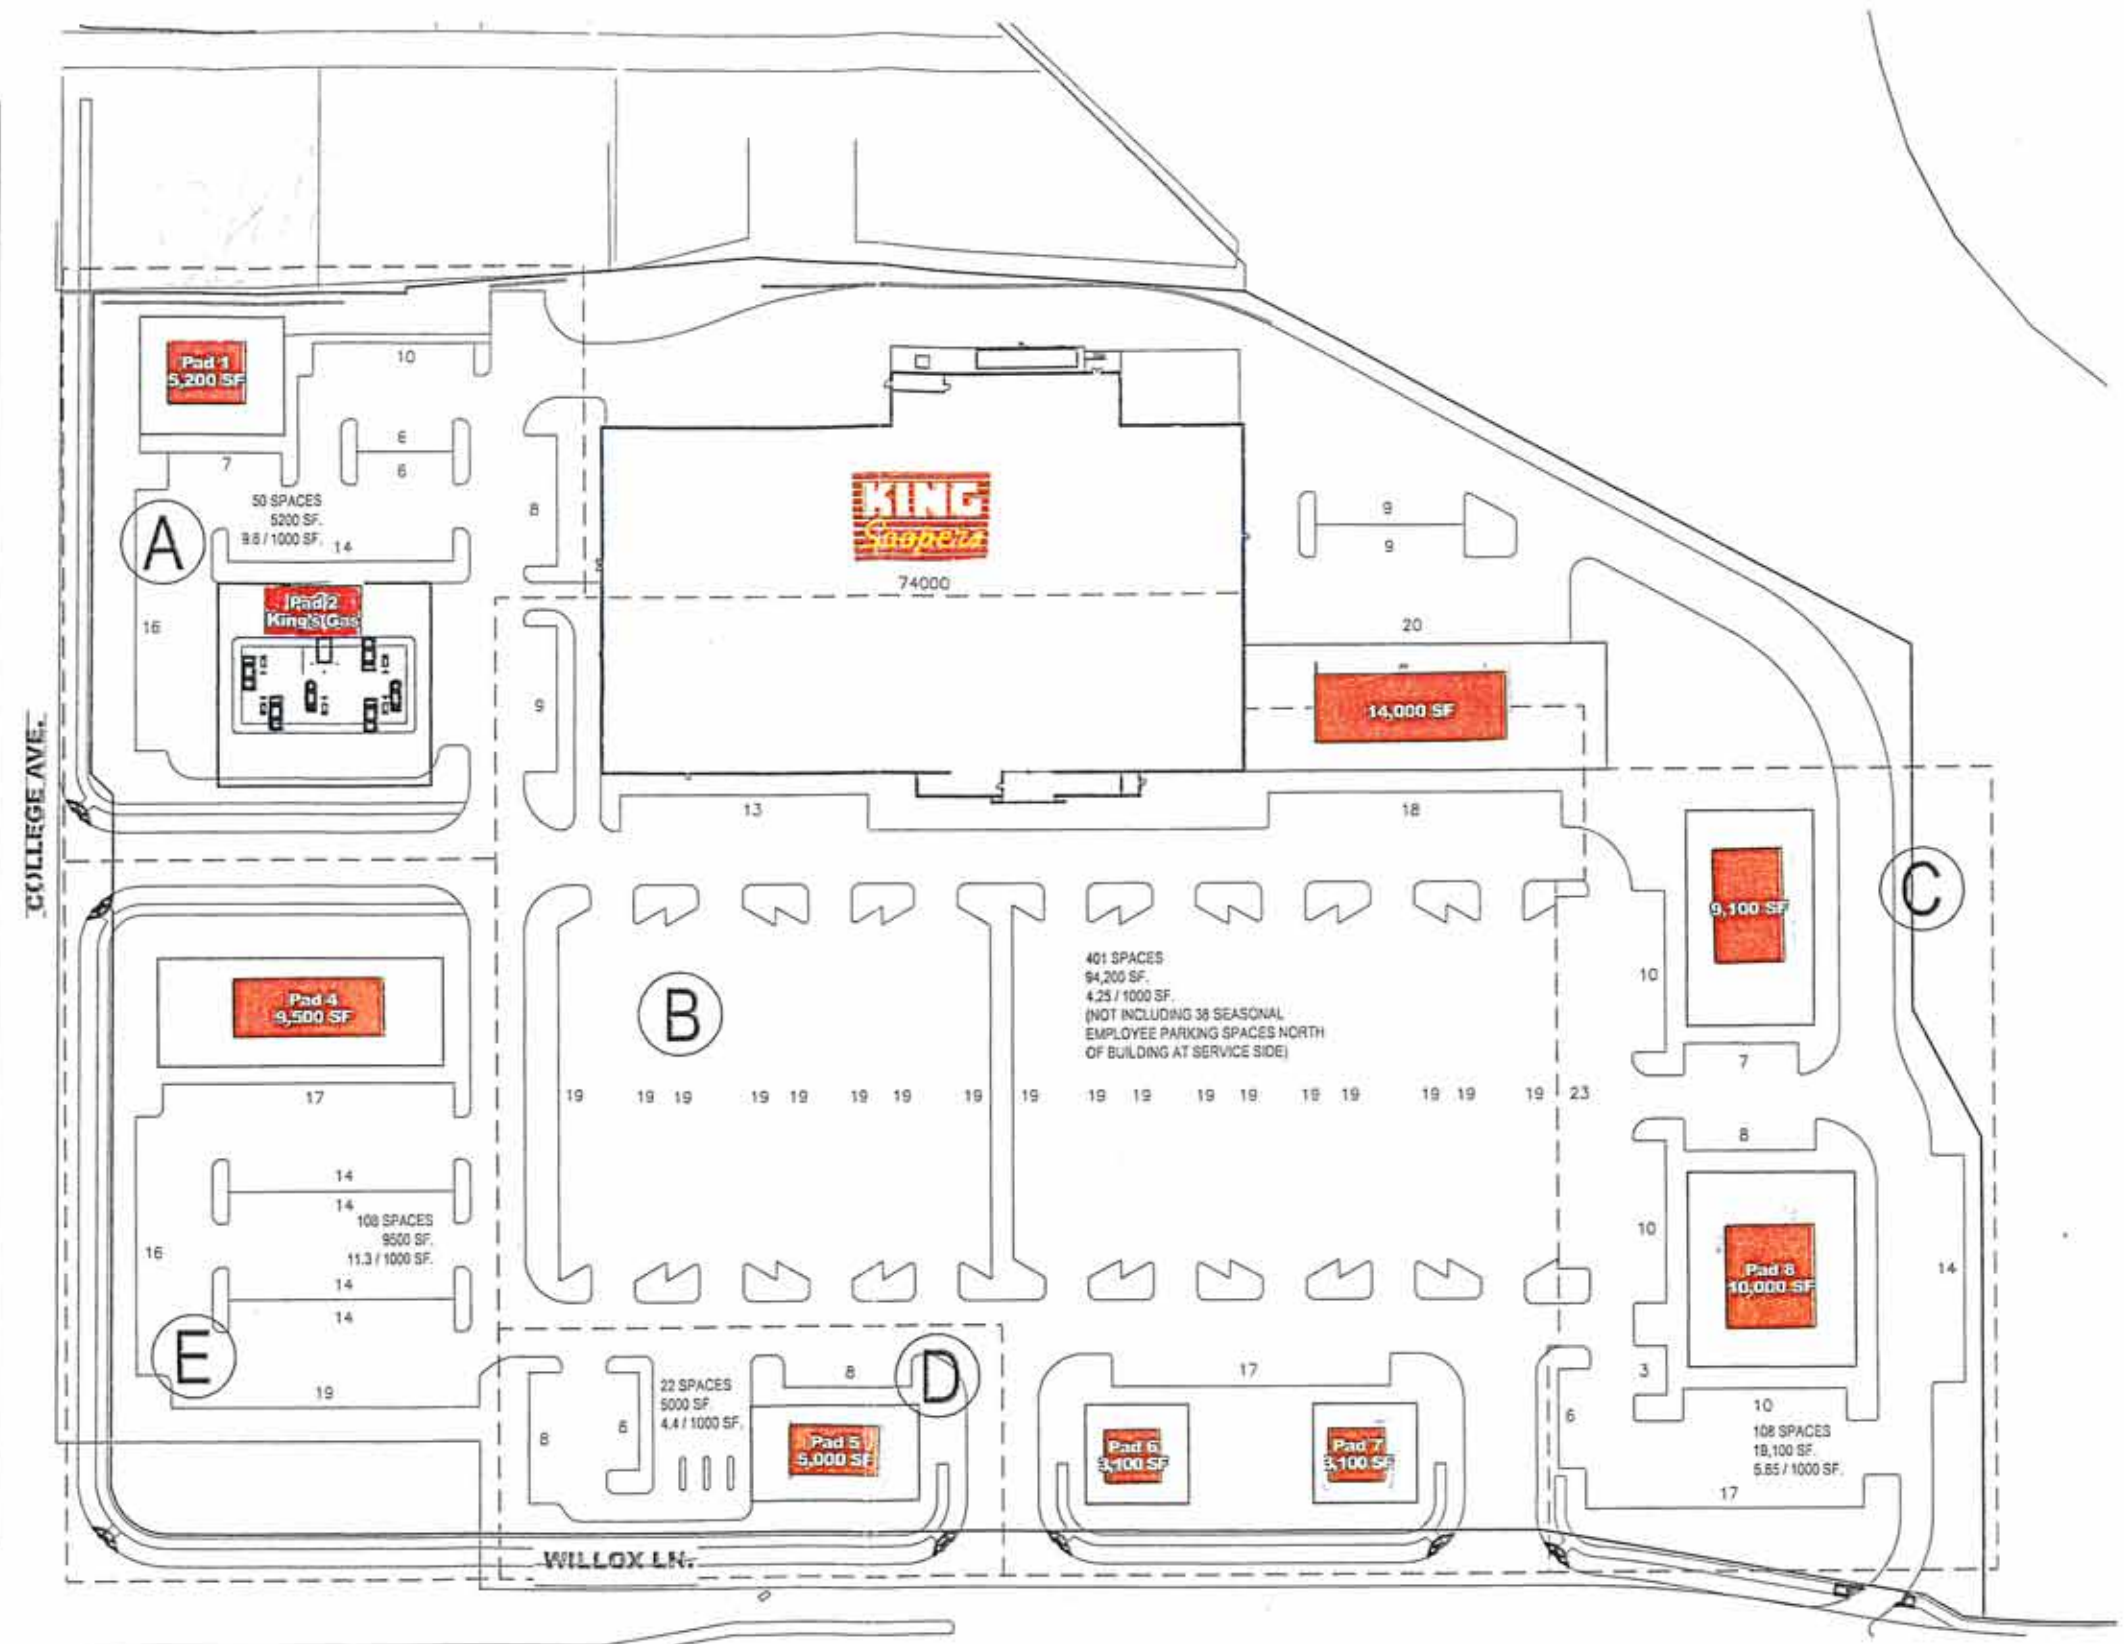 Pad 1
5,200 SF
10
6
6
7
50 SPACES
5200 SF.
9.6 / 1000 SF.
14
A
16
Pad 2
King's Gas
8
9
KING
Soopers
74000
9
9
20
14,000 SF
COLLEGE AVE.
13
18
9,100 SF
C
10
7
Pad 4
9,500 SF
B
401 SPACES
94,200 SF.
4.25 / 1000 SF.
(NOT INCLUDING 38 SEASONAL
EMPLOYEE PARKING SPACES NORTH
OF BUILDING AT SERVICE SIDE)
17
19 19 19 19 19 19 19 19 19 19 19 19 19 19 19 19 19 19 23
8
14
14
108 SPACES
9500 SF.
11.3 / 1000 SF.
16
14
14
E
19
10
Pad 8
10,000 SF
14
3
10
108 SPACES
19,100 SF.
5.65 / 1000 SF.
17
6
8
6
22 SPACES
5000 SF
4.4 / 1000 SF.
8
D
Pad 5
5,000 SF
17
Pad 6
3,100 SF
Pad 7
3,100 SF
WILLOX LN.